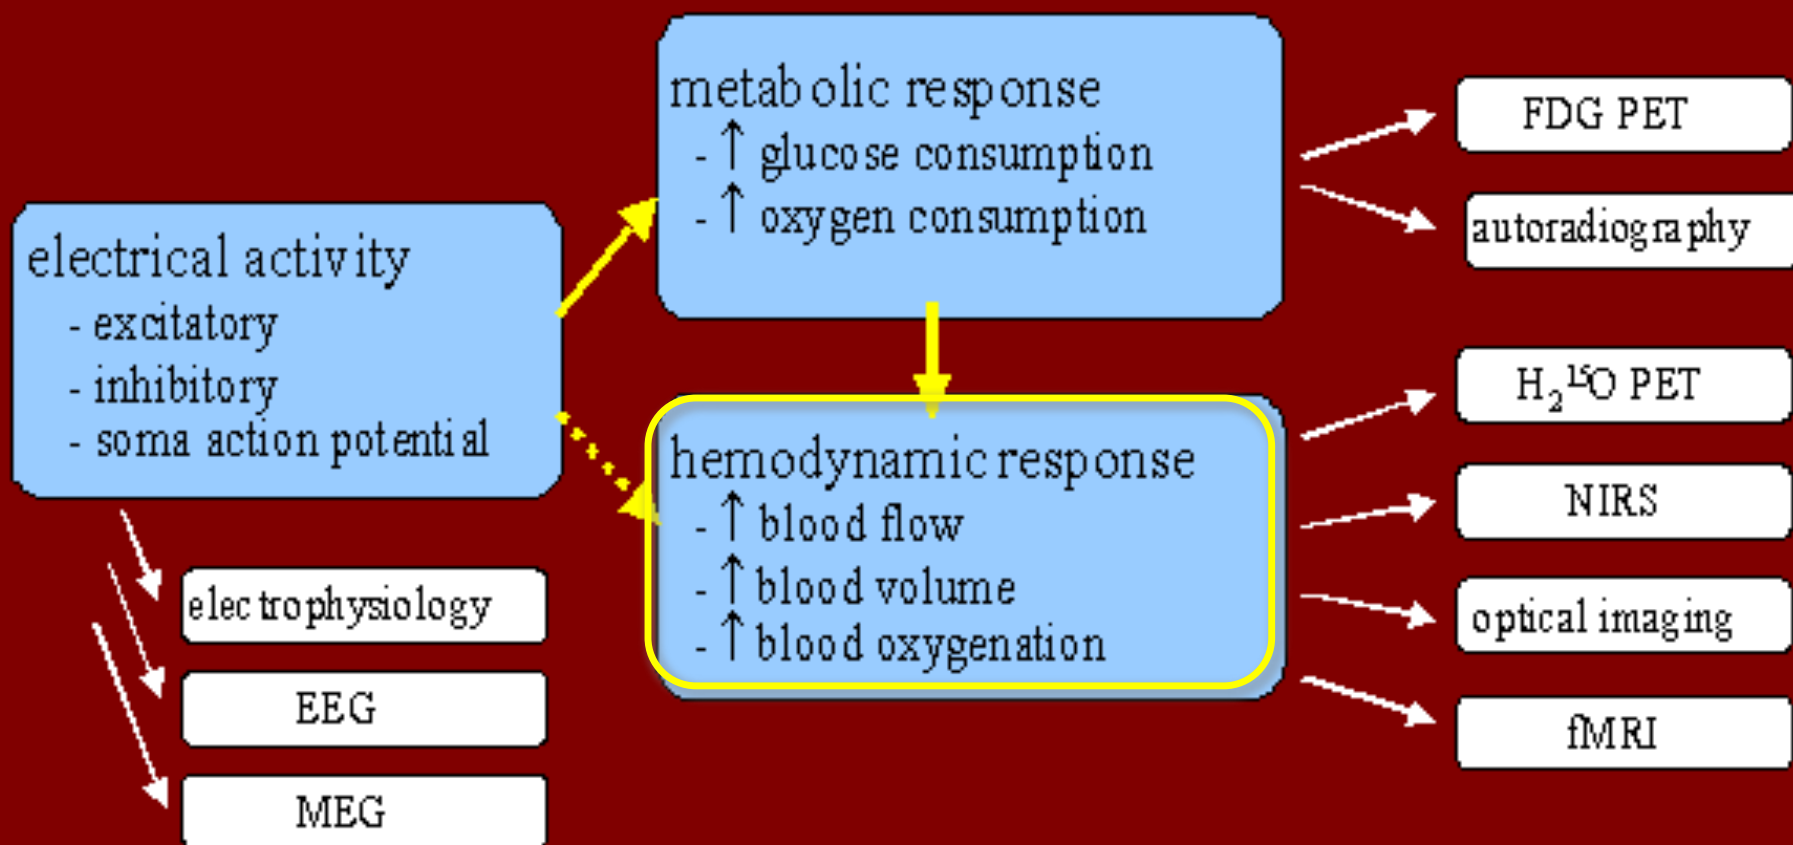 metabolic response
- ↑ glucose consumption
- ↑ oxygen consumption
electrical activity
- excitatory
- inhibitory
- soma action potential
hemodynamic response
- ↑ blood flow
- ↑ blood volume
- ↑ blood oxygenation
electrophysiology
EEG
MEG
FDG PET
autoradiography
H₂¹⁵O PET
NIRS
optical imaging
fMRI